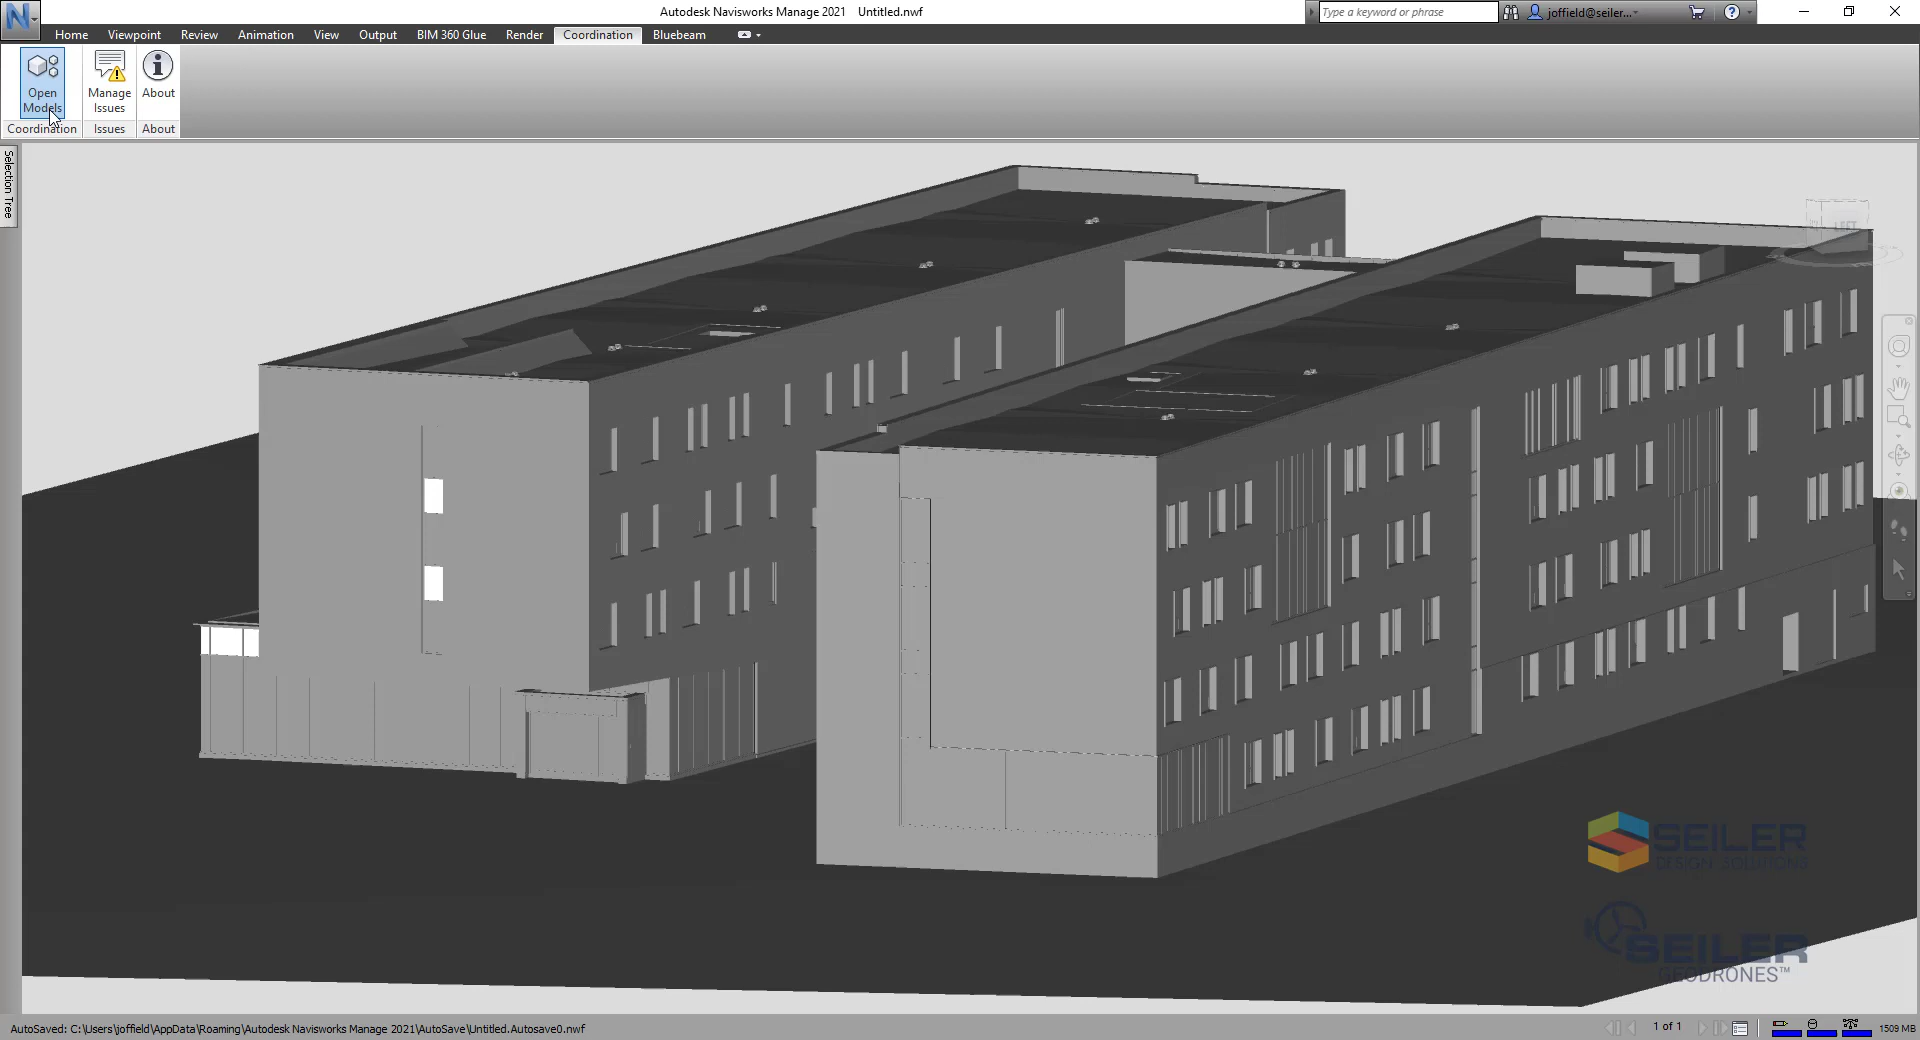 Autodesk Navisworks Manage 2021 Untitled.nwf
Type a keyword or phrase
joffield@seiler...
Home Viewpoint Review Animation View Output BIM 360 Glue Render Coordination Bluebeam
Open Models
Manage Issues
About
Coordination Issues About
Selection Tree
LEFT
SEILER
DESIGN SOLUTIONS
SEILER
GEODRONES™
AutoSaved: C:\Users\joffield\AppData\Roaming\Autodesk Navisworks Manage 2021\AutoSave\Untitled.Autosave0.nwf
1 of 1
1509 MB